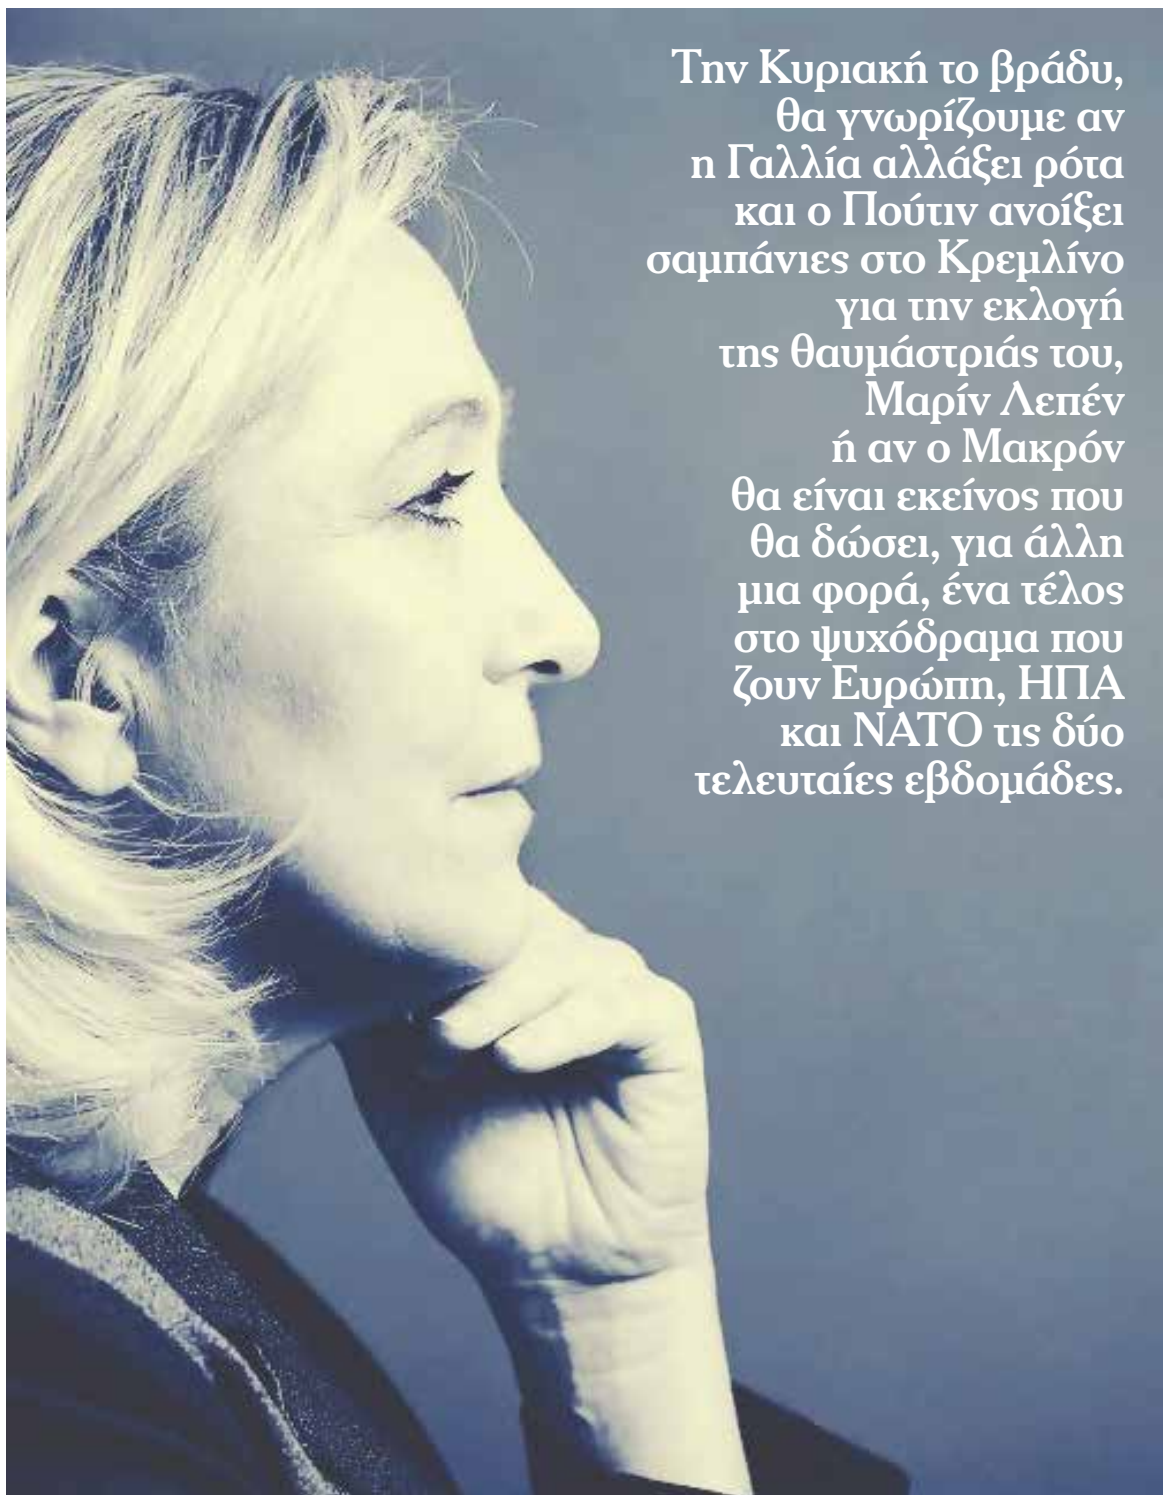 Την Κυριακή το βράδυ,
θα γνωρίζουμε αν
η Γαλλία αλλάξει ρότα
και ο Πούτιν ανοίξει
σαμπάνιες στο Κρεμλίνο
για την εκλογή
της θαυμάστριάς του,
Μαρίν Λεπέν
ή αν ο Μακρόν
θα είναι εκείνος που
θα δώσει, για άλλη
μια φορά, ένα τέλος
στο ψυχόδραμα που
ζουν Ευρώπη, ΗΠΑ
και ΝΑΤΟ τις δύο
τελευταίες εβδομάδες.